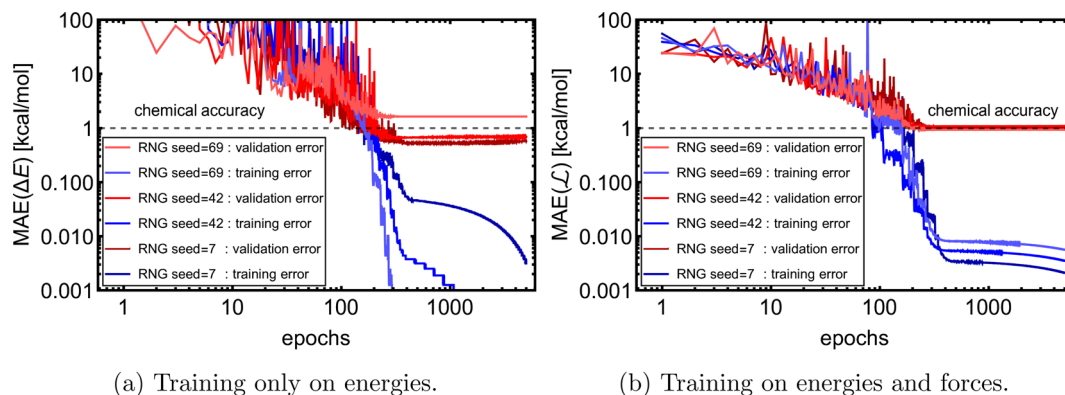 MAE(ΔE) [kcal/mol]
100
10
1
0.100
0.010
0.001
chemical accuracy
RNG seed=69 : validation error
RNG seed=69 : training error
RNG seed=42 : validation error
RNG seed=42 : training error
RNG seed=7 : validation error
RNG seed=7 : training error
1 10 100 1000
epochs
(a) Training only on energies.
MAE(ℒ) [kcal/mol]
100
10
1
0.100
0.010
0.001
chemical accuracy
RNG seed=69 : validation error
RNG seed=69 : training error
RNG seed=42 : validation error
RNG seed=42 : training error
RNG seed=7 : validation error
RNG seed=7 : training error
1 10 100 1000
epochs
(b) Training on energies and forces.